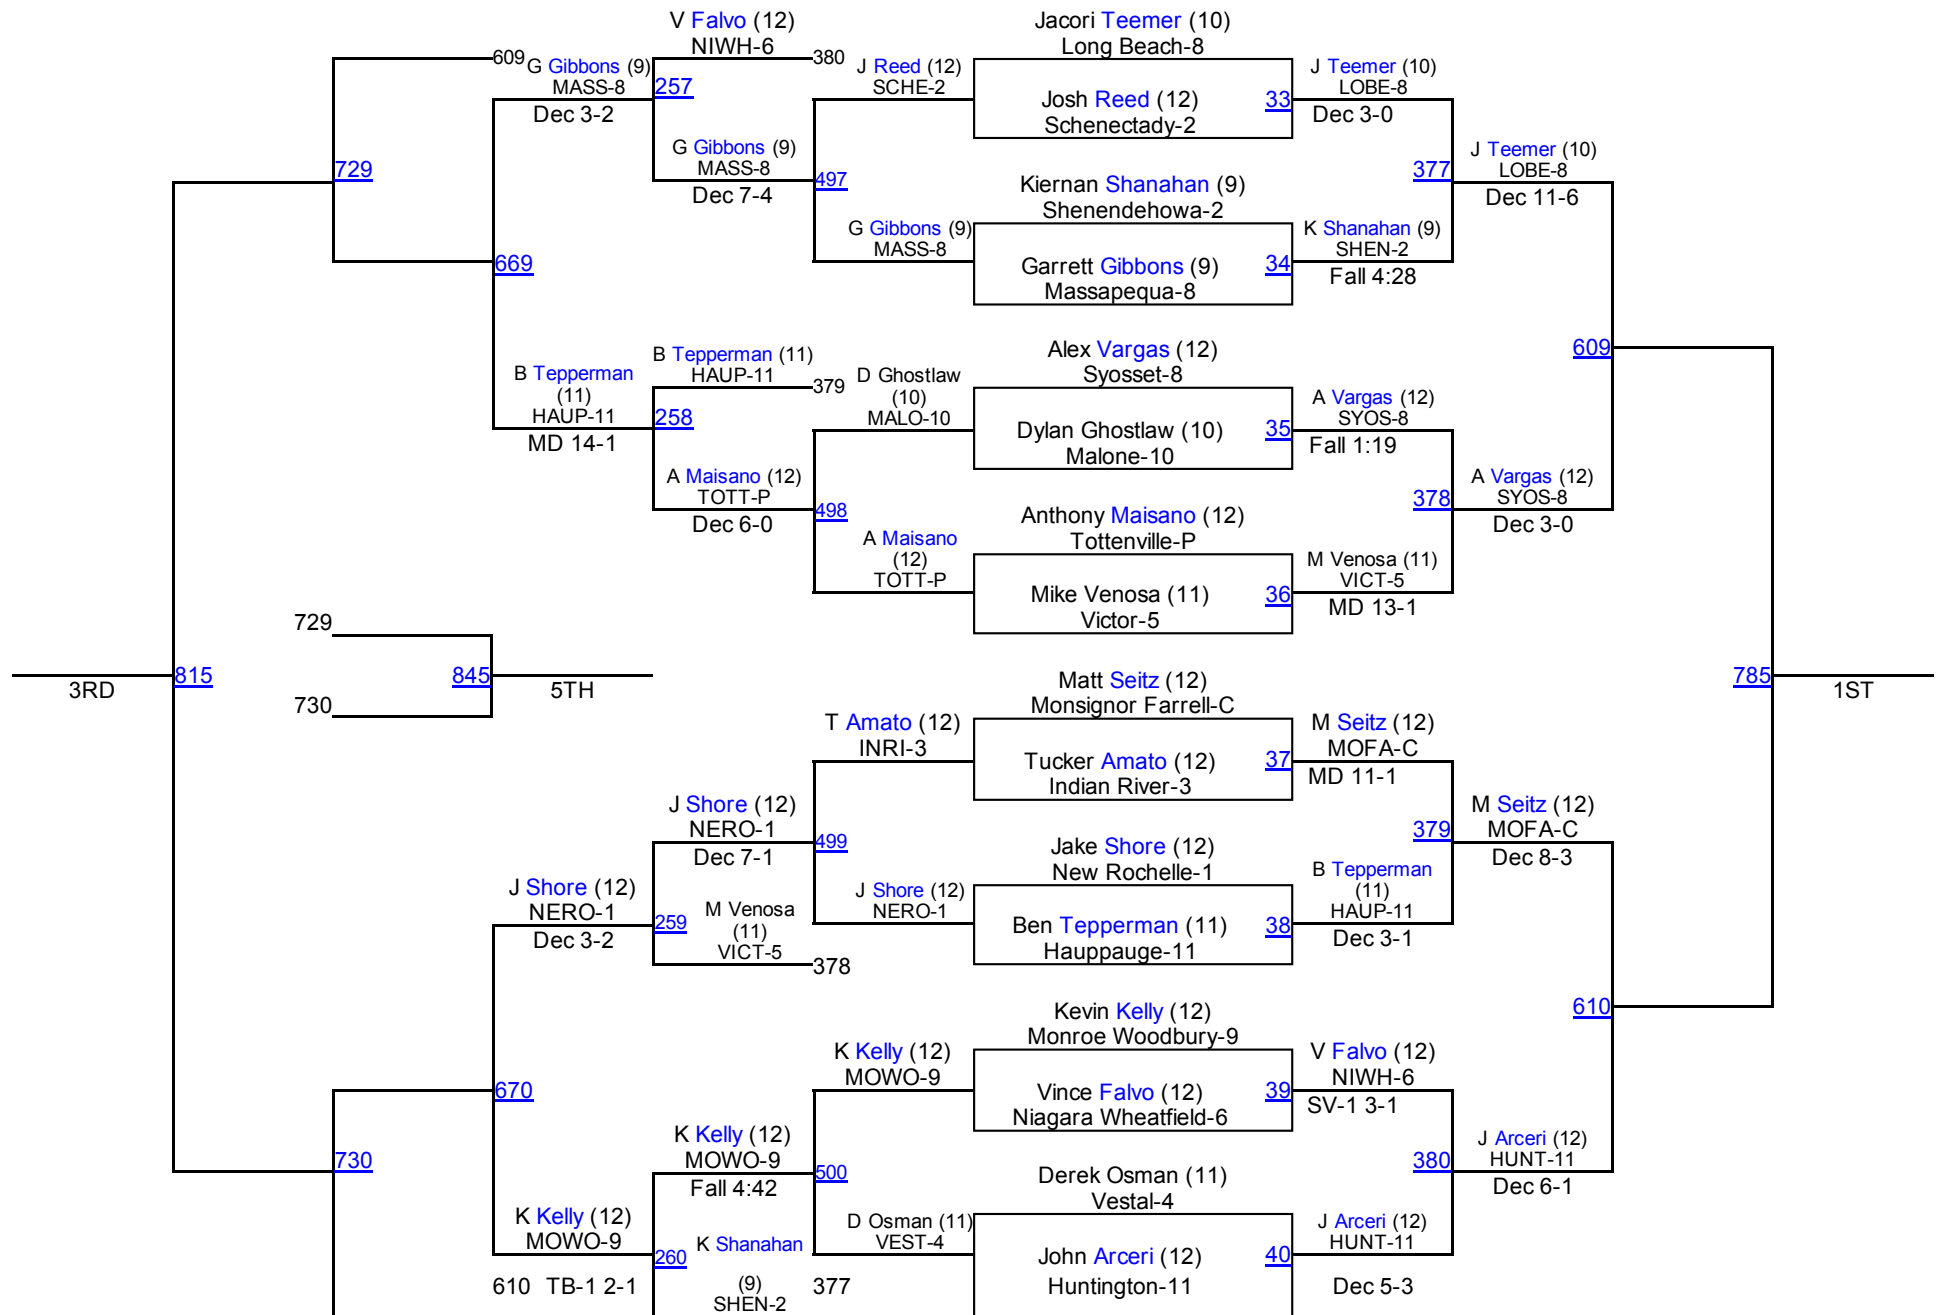 V Falvo (12)
NIWH-6
380
609
G Gibbons (9)
MASS-8
257
Dec 3-2
G Gibbons (9)
MASS-8
Dec 7-4
729
669
B Tepperman
(11)
HAUP-11
MD 14-1
B Tepperman (11)
HAUP-11
379
258
A Maisano (12)
TOTT-P
Dec 6-0
J Reed (12)
SCHE-2
497
G Gibbons (9)
MASS-8
D Ghostlaw
(10)
MALO-10
498
A Maisano
(12)
TOTT-P
Jacori Teemer (10)
Long Beach-8
Josh Reed (12)
Schenectady-2
33
Kiernan Shanahan (9)
Shenendehowa-2
Garrett Gibbons (9)
Massapequa-8
34
Alex Vargas (12)
Syosset-8
Dylan Ghostlaw (10)
Malone-10
35
Anthony Maisano (12)
Tottenville-P
Mike Venosa (11)
Victor-5
36
J Teemer (10)
LOBE-8
Dec 3-0
377
K Shanahan (9)
SHEN-2
Fall 4:28
J Teemer (10)
LOBE-8
Dec 11-6
609
A Vargas (12)
SYOS-8
Fall 1:19
378
M Venosa (11)
VICT-5
MD 13-1
A Vargas (12)
SYOS-8
Dec 3-0
729
730
845
5TH
815
3RD
785
1ST
T Amato (12)
INRI-3
J Shore (12)
NERO-1
Dec 7-1
499
J Shore (12)
NERO-1
J Shore (12)
NERO-1
Dec 3-2
259
M Venosa
(11)
VICT-5
378
Matt Seitz (12)
Monsignor Farrell-C
Tucker Amato (12)
Indian River-3
37
Jake Shore (12)
New Rochelle-1
Ben Tepperman (11)
Hauppauge-11
38
M Seitz (12)
MOFA-C
MD 11-1
379
B Tepperman
(11)
HAUP-11
Dec 3-1
M Seitz (12)
MOFA-C
Dec 8-3
610
670
730
K Kelly (12)
MOWO-9
K Kelly (12)
MOWO-9
Fall 4:42
500
D Osman (11)
VEST-4
K Kelly (12)
MOWO-9
610 TB-1 2-1
260
K Shanahan
(9)
SHEN-2
377
Kevin Kelly (12)
Monroe Woodbury-9
Vince Falvo (12)
Niagara Wheatfield-6
39
Derek Osman (11)
Vestal-4
John Arceri (12)
Huntington-11
40
V Falvo (12)
NIWH-6
SV-1 3-1
380
J Arceri (12)
HUNT-11
Dec 5-3
J Arceri (12)
HUNT-11
Dec 6-1